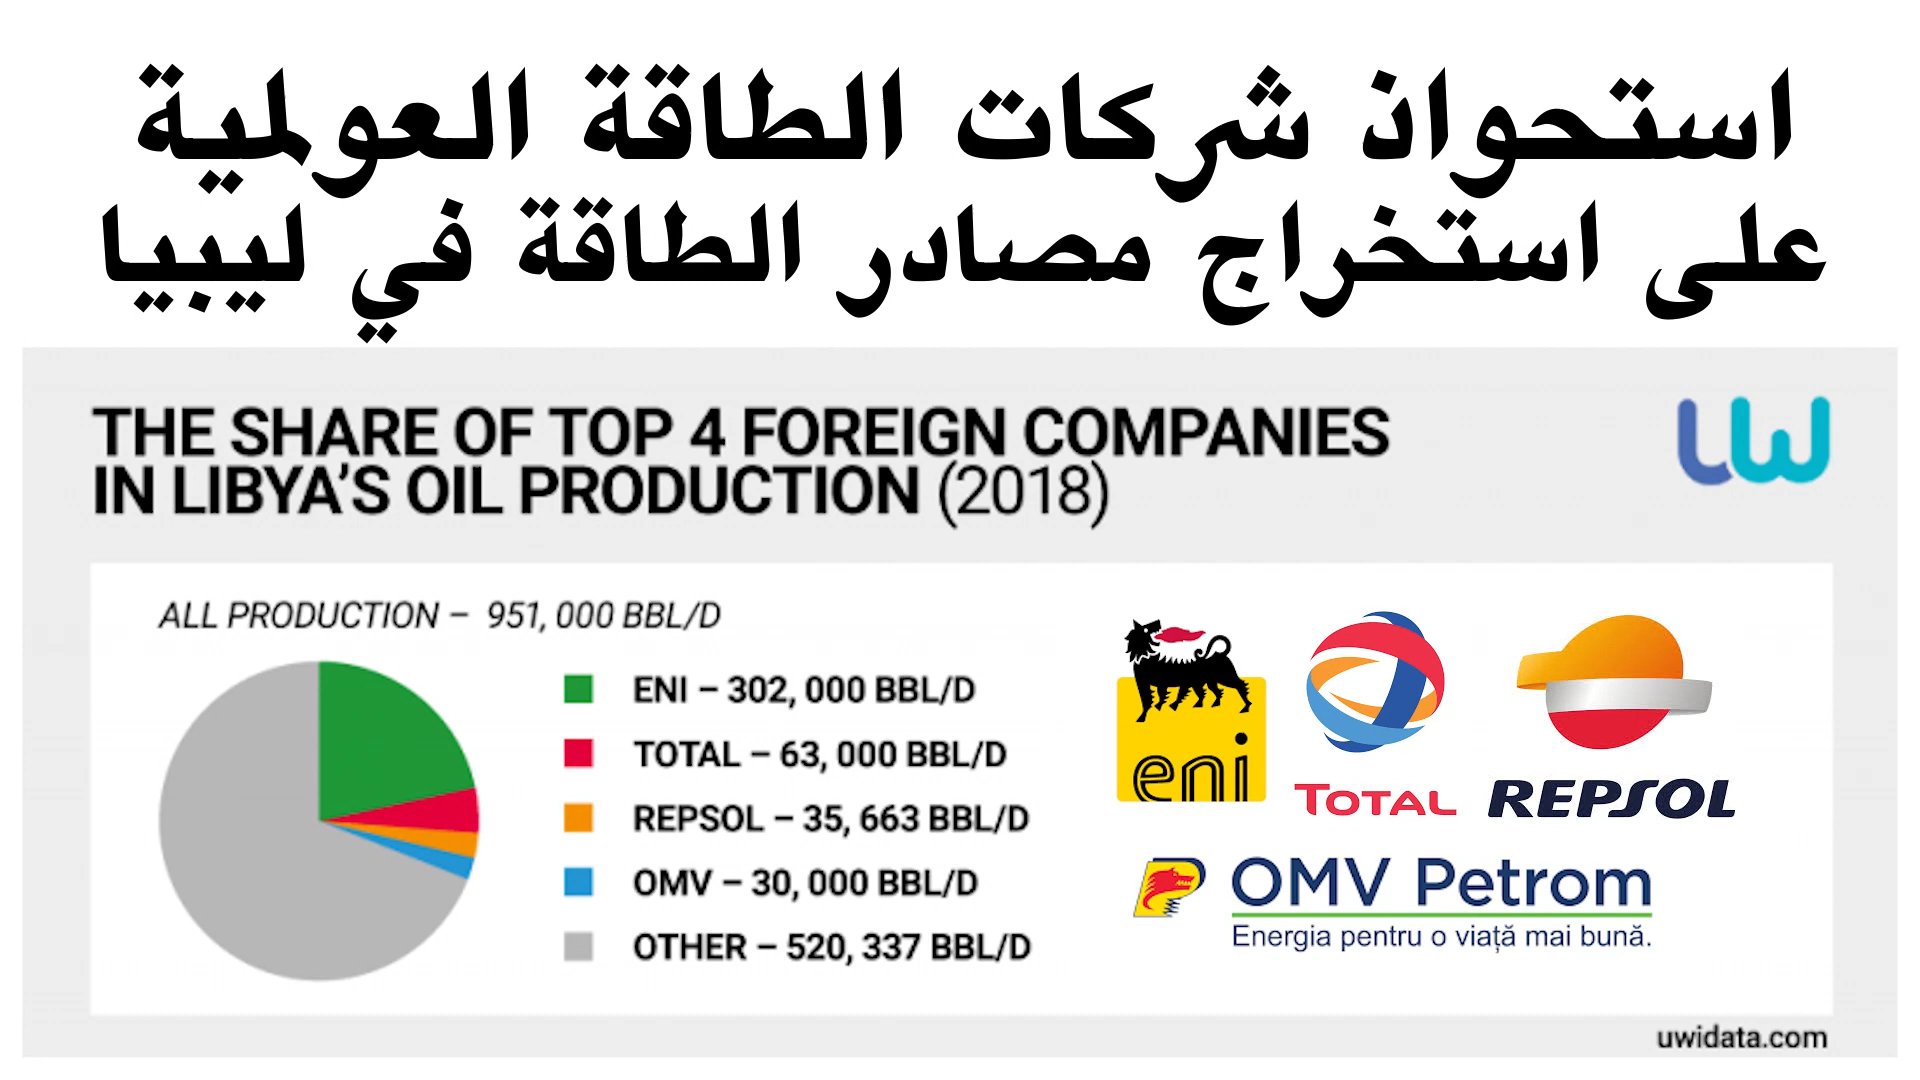 استحواذ شركات الطاقة العولمية
على استخراج مصادر الطاقة في ليبيا
THE SHARE OF TOP 4 FOREIGN COMPANIES
IN LIBYA'S OIL PRODUCTION (2018)
UW
ALL PRODUCTION – 951, 000 BBL/D
ENI – 302, 000 BBL/D
TOTAL – 63, 000 BBL/D
REPSOL – 35, 663 BBL/D
OMV – 30, 000 BBL/D
OTHER – 520, 337 BBL/D
eni
TOTAL
REPSOL
OMV Petrom
Energia pentru o viață mai bună.
uwidata.com